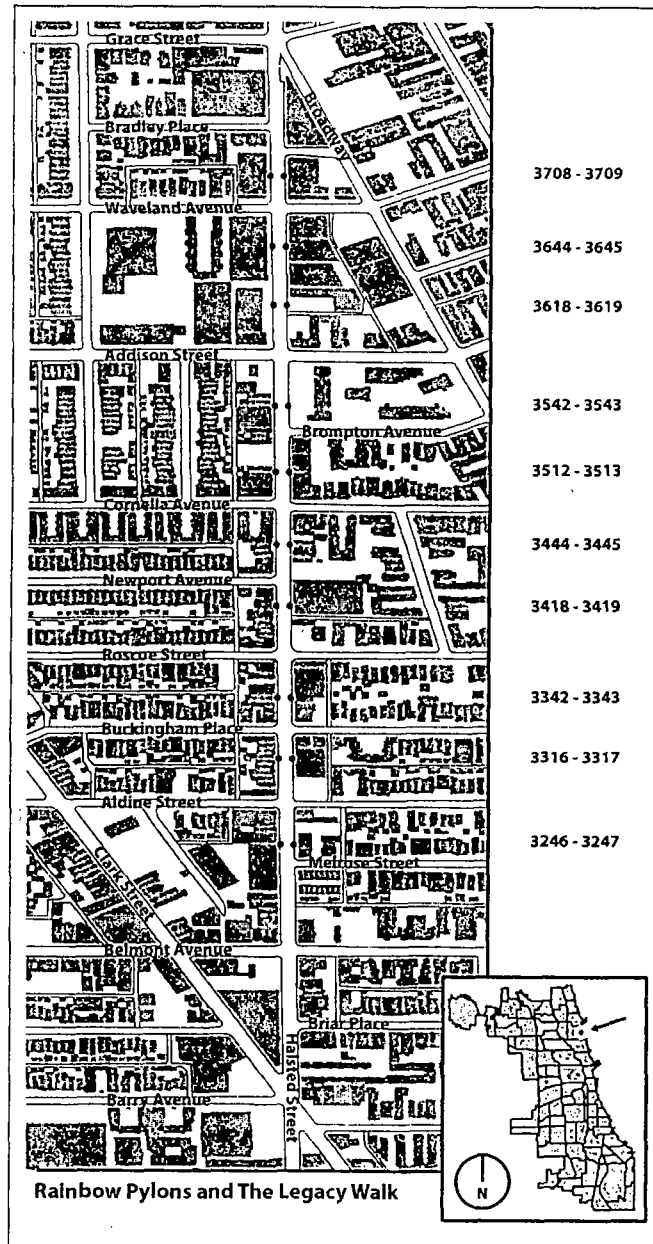 Grace Street
Broadway
Bradley Place
3708 - 3709
Waveland Avenue
3644 - 3645
3618 - 3619
Addison Street
3542 - 3543
Brompton Avenue
3512 - 3513
Cornelia Avenue
3444 - 3445
Newport Avenue
3418 - 3419
Roscoe Street
3342 - 3343
Buckingham Place
3316 - 3317
Aldine Street
3246 - 3247
Melrose Street
Clark Street
Belmont Avenue
Briar Place
Halsted Street
Barry Avenue
Rainbow Pylons and The Legacy Walk
N